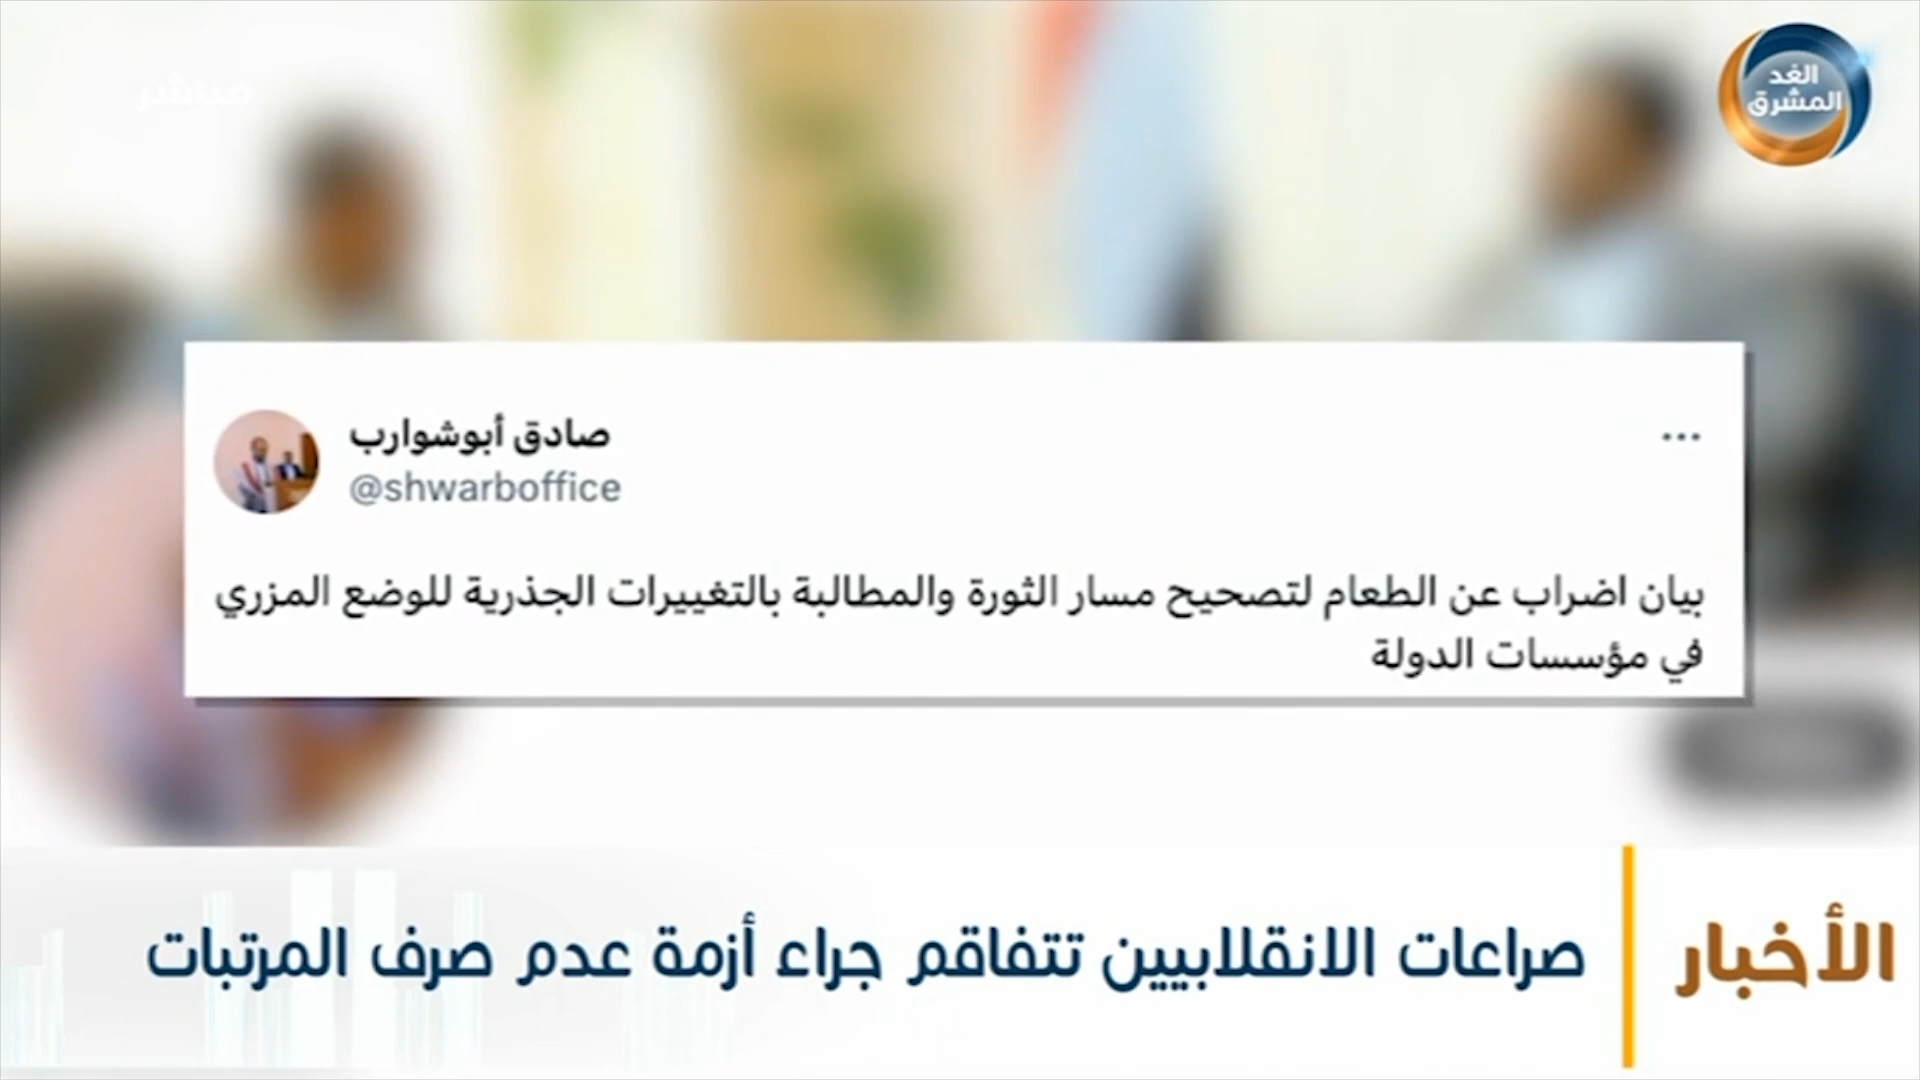 مباشر
الغد
المشرق
صادق أبوشوارب
@shwarboffice
بيان اضراب عن الطعام لتصحيح مسار الثورة والمطالبة بالتغييرات الجذرية للوضع المزري
في مؤسسات الدولة
الأخبار
صراعات الانقلابيين تتفاقم جراء أزمة عدم صرف المرتبات